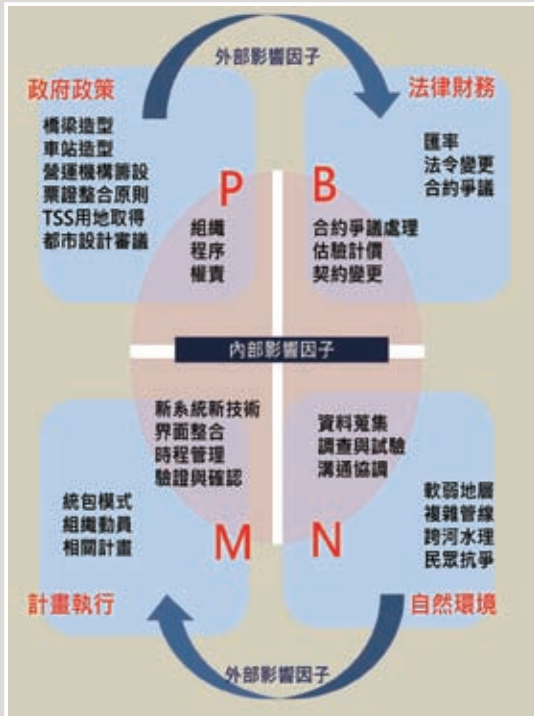 外部影響因子
政府政策
橋梁造型
車站造型
營運機構籌設
票證整合原則
TSS用地取得
都市設計審議
P
組織
程序
權責
法律財務
匯率
法令變更
合約爭議
B
合約爭議處理
估驗計價
契約變更
內部影響因子
新系統新技術
界面整合
時程管理
驗證與確認
統包模式
組織動員
相關計畫
M
計畫執行
資料蒐集
調查與試驗
溝通協調
軟弱地層
複雜管線
跨河水理
民眾抗爭
N
自然環境
外部影響因子